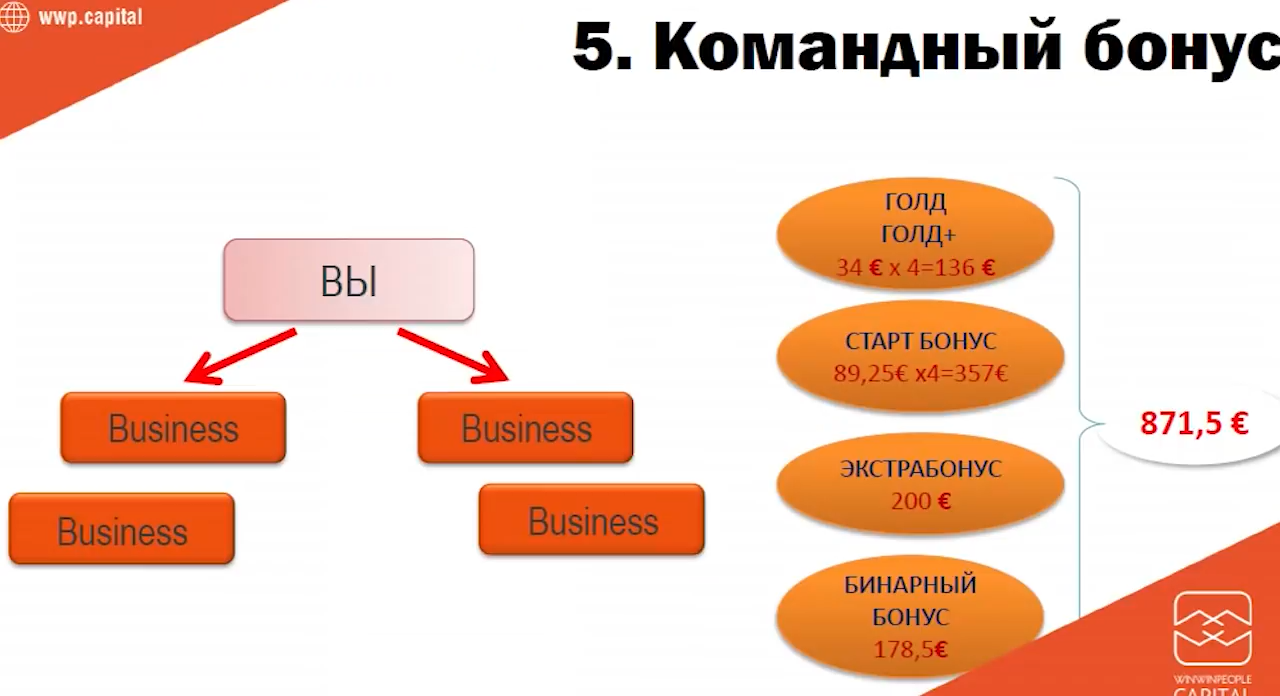 wwp.capital
5. Командный бонус
ВЫ
Business
Business
Business
Business
ГОЛД
ГОЛД+
34 € x 4=136 €
СТАРТ БОНУС
89,25€ x4=357€
ЭКСТРАБОНУС
200 €
БИНАРНЫЙ
БОНУС
178,5€
871,5 €
WINWINPEOPLE
CAPITAL